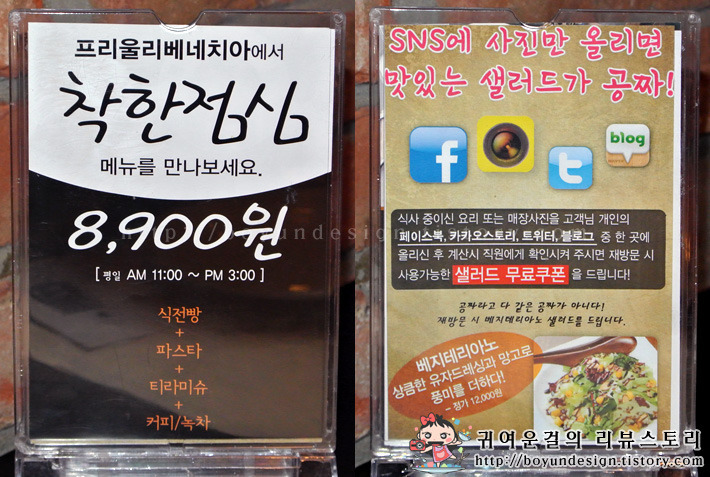 프리울리베네치아에서
착한점심
메뉴를 만나보세요.
8,900원
[ 평일 AM 11:00 ~ PM 3:00 ]
식전빵
+
파스타
+
티라미슈
+
커피/녹차
http://boyundesign.
SNS에 사진만 올리면
맛있는 샐러드가 공짜!
f
t
blog
식사 중이신 요리 또는 매장사진을 고객님 개인의
페이스북, 카카오스토리, 트위터, 블로그 중 한 곳에
올리신 후 계산시 직원에게 확인시켜 주시면 재방문 시
사용가능한 샐러드 무료쿠폰 을 드립니다!
공짜라고 다 같은 공짜가 아니다!
재방문 시 베지테리아노 샐러드를 드립니다.
베지테리아노
상큼한 유자드레싱과 망고로
풍미를 더하다!
- 정가 12,000원
귀여운걸의 리뷰스토리
http://boyundesign.tistory.com